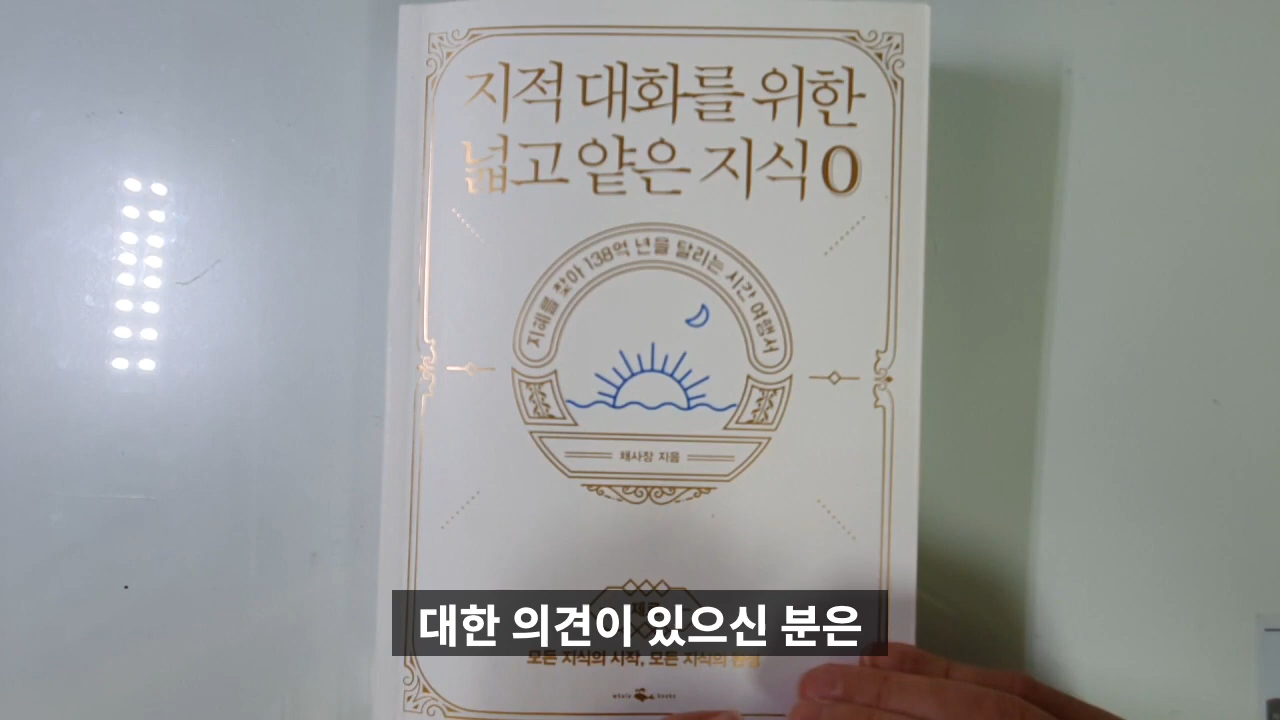 지적 대화를 위한
넓고 얕은 지식 0
지혜를 찾아 138억 년을 달리는 시간 여행서
채사장 지음
대한 의견이 있으신 분은
모든 지식의 시작, 모든 지식의
whale books